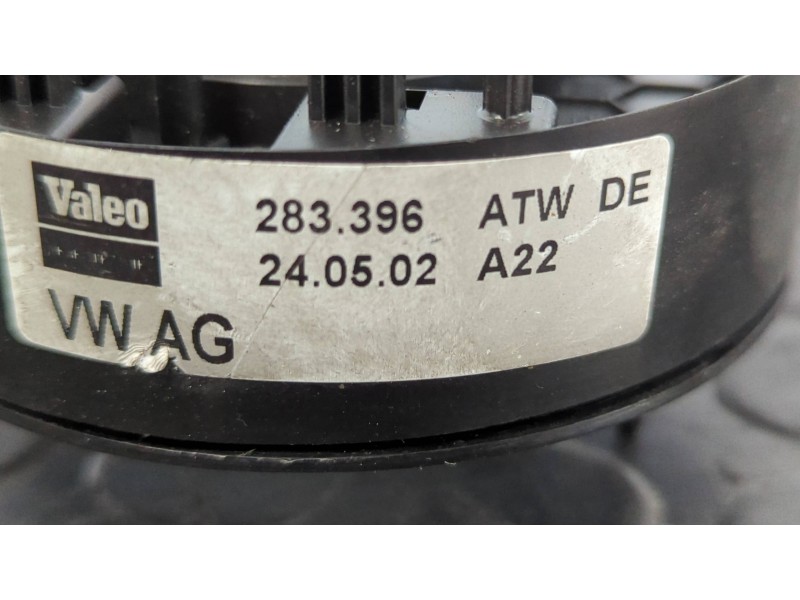 Valeo
283.396 ATW DE
24.05.02 A22
VW AG